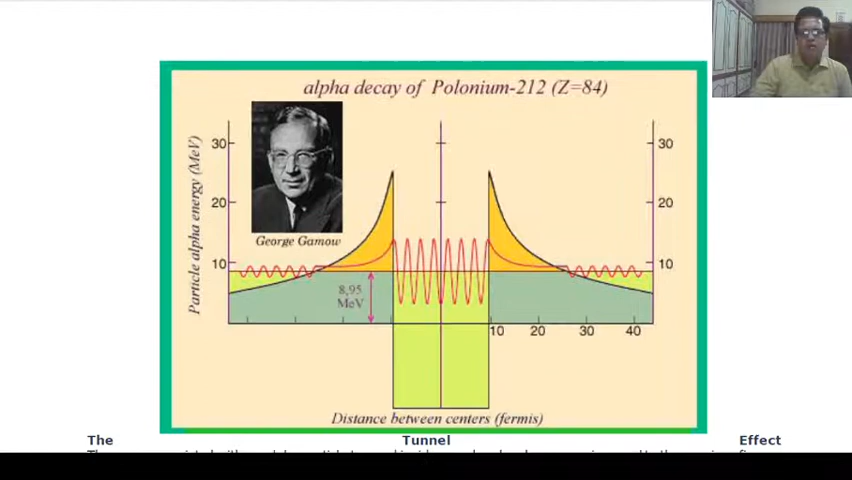 alpha decay of Polonium-212 (Z=84)
Particle alpha energy (MeV)
30
20
10
30
20
10
George Gamow
8,95
MeV
10 20 30 40
Distance between centers (fermis)
The Tunnel Effect